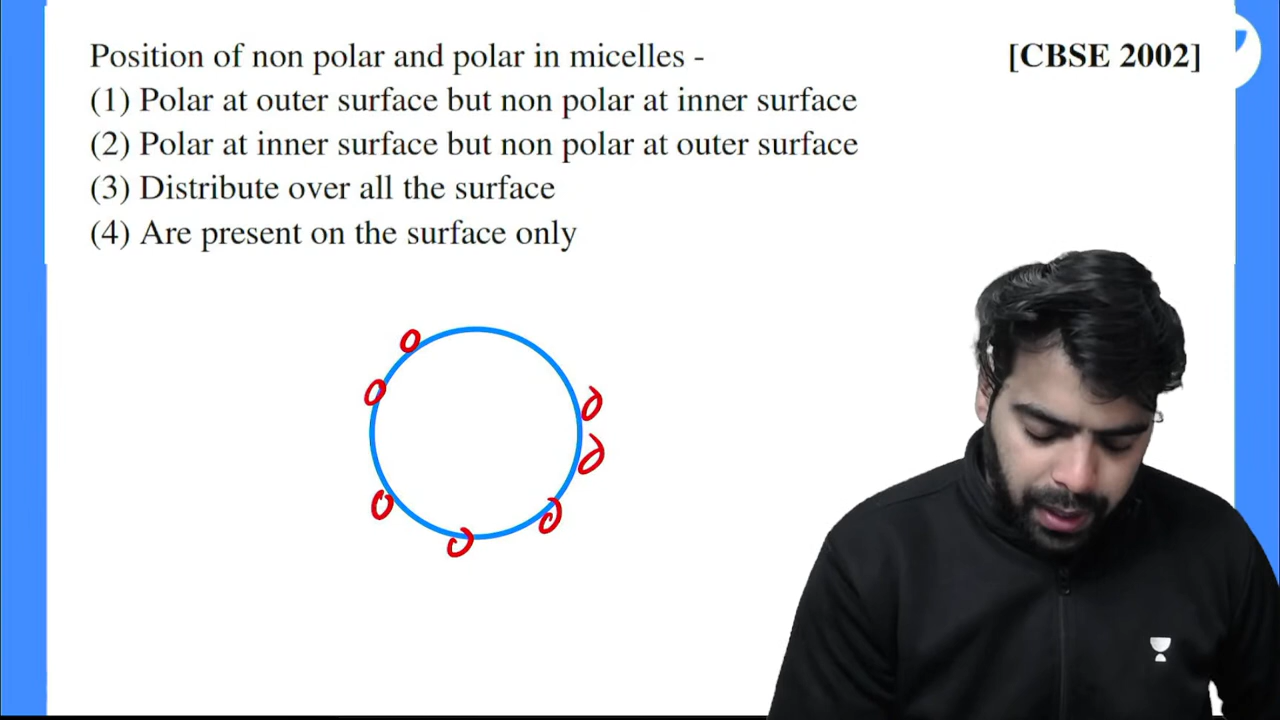 Position of non polar and polar in micelles - [CBSE 2002]
(1) Polar at outer surface but non polar at inner surface
(2) Polar at inner surface but non polar at outer surface
(3) Distribute over all the surface
(4) Are present on the surface only